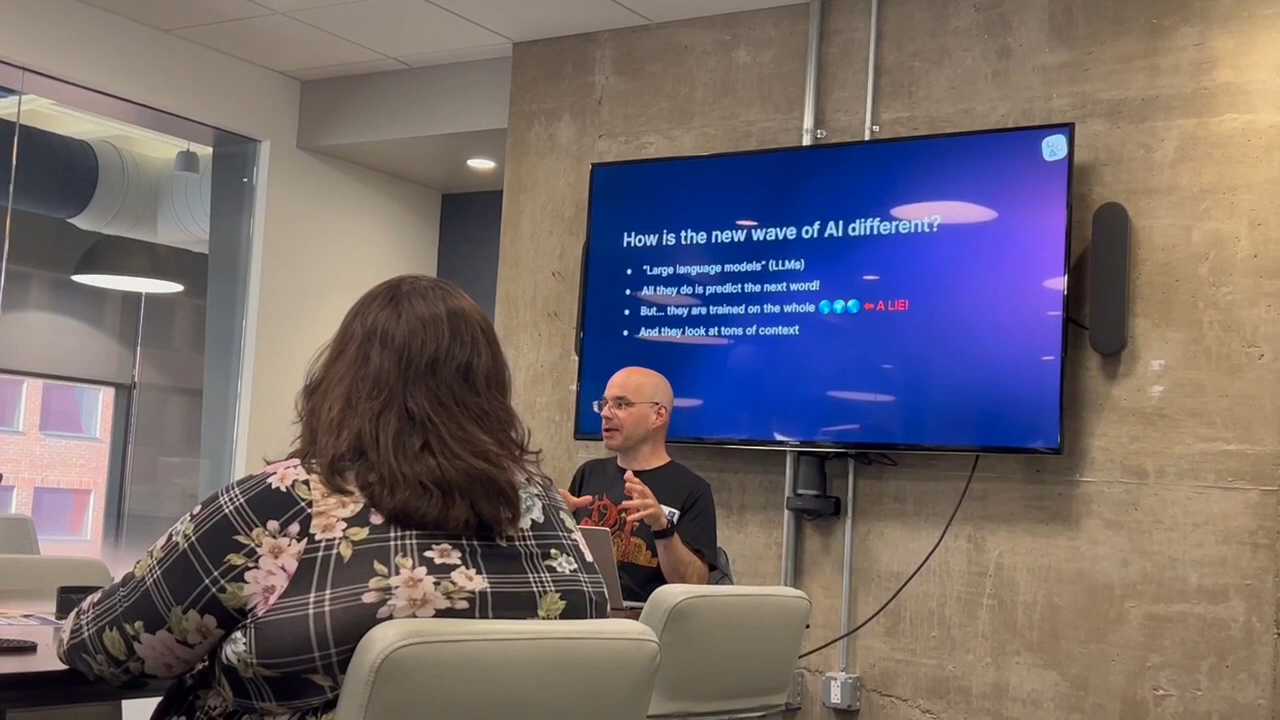 How is the new wave of AI different?
• "Large language models" (LLMs)
• All they do is predict the next word!
• But... they are trained on the whole 🌎🌍🌏 ⇐ A LIE!
• And they look at tons of context